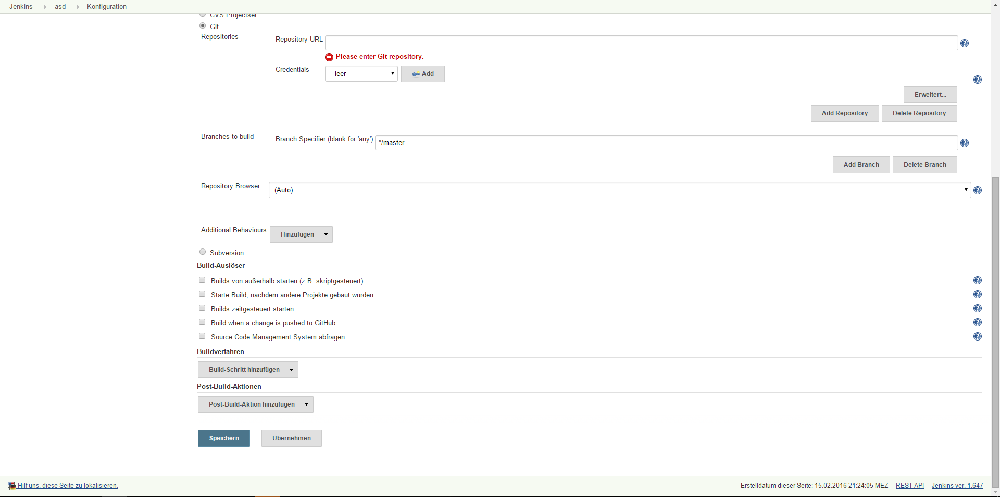 Jenkins asd Konfiguration
CVS Projectset
Git
Repositories
Repository URL
Please enter Git repository.
Credentials
- leer -
Add
Erweitert...
Add Repository Delete Repository
Branches to build
Branch Specifier (blank for 'any') */master
Add Branch Delete Branch
Repository Browser
(Auto)
Additional Behaviours
Hinzufügen
Subversion
Build-Auslöser
Builds von außerhalb starten (z.B. skriptgesteuert)
Starte Build, nachdem andere Projekte gebaut wurden
Builds zeitgesteuert starten
Build when a change is pushed to GitHub
Source Code Management System abfragen
Buildverfahren
Build-Schritt hinzufügen
Post-Build-Aktionen
Post-Build-Aktion hinzufügen
Speichern Übernehmen
Hilf uns, diese Seite zu lokalisieren. Erstelldatum dieser Seite: 15.02.2016 21:24:05 MEZ REST API Jenkins ver. 1.647